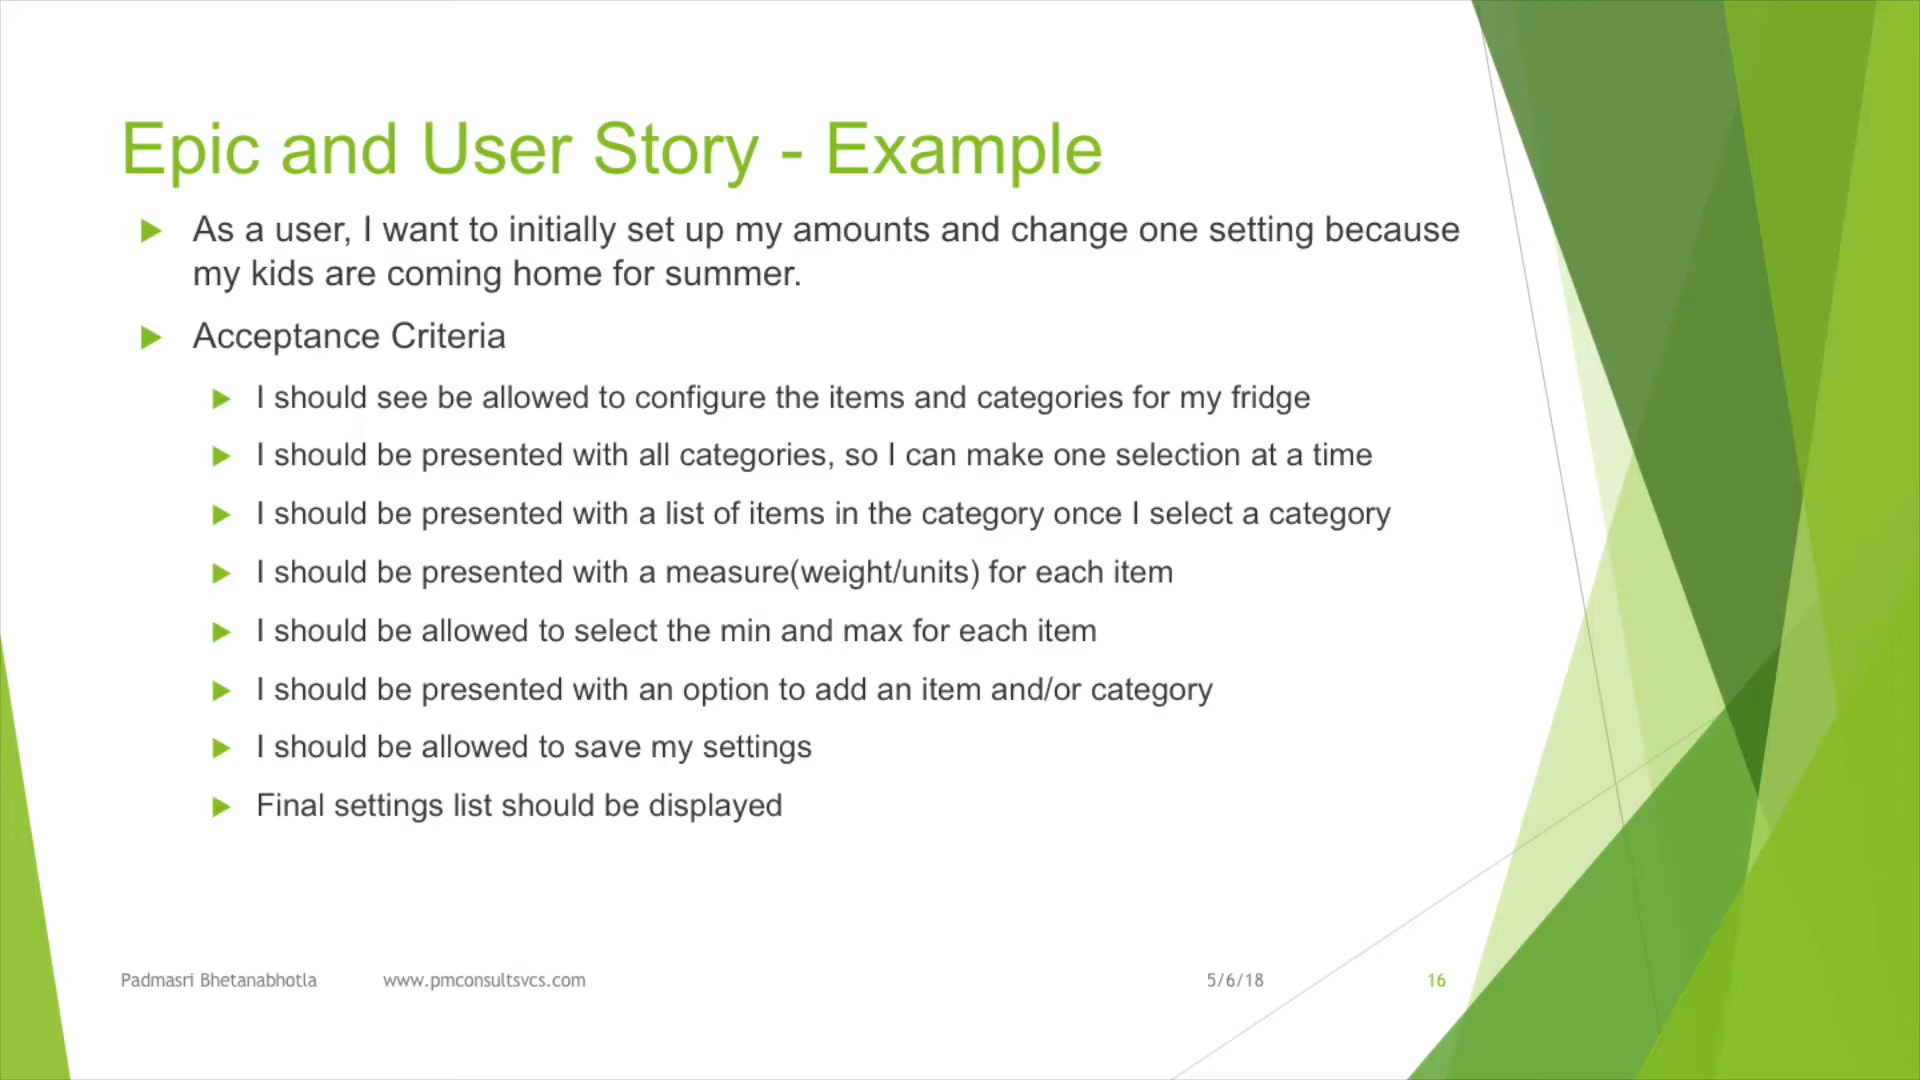 Epic and User Story - Example
As a user, I want to initially set up my amounts and change one setting because
my kids are coming home for summer.
Acceptance Criteria
I should see be allowed to configure the items and categories for my fridge
I should be presented with all categories, so I can make one selection at a time
I should be presented with a list of items in the category once I select a category
I should be presented with a measure(weight/units) for each item
I should be allowed to select the min and max for each item
I should be presented with an option to add an item and/or category
I should be allowed to save my settings
Final settings list should be displayed
Padmasri Bhetanabhotla www.pmconsultsvcs.com 5/6/18 16